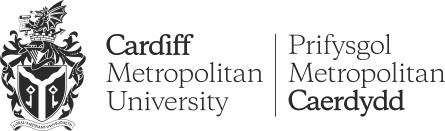 Cardiff
Metropolitan
University
Prifysgol
Metropolitan
Caerdydd